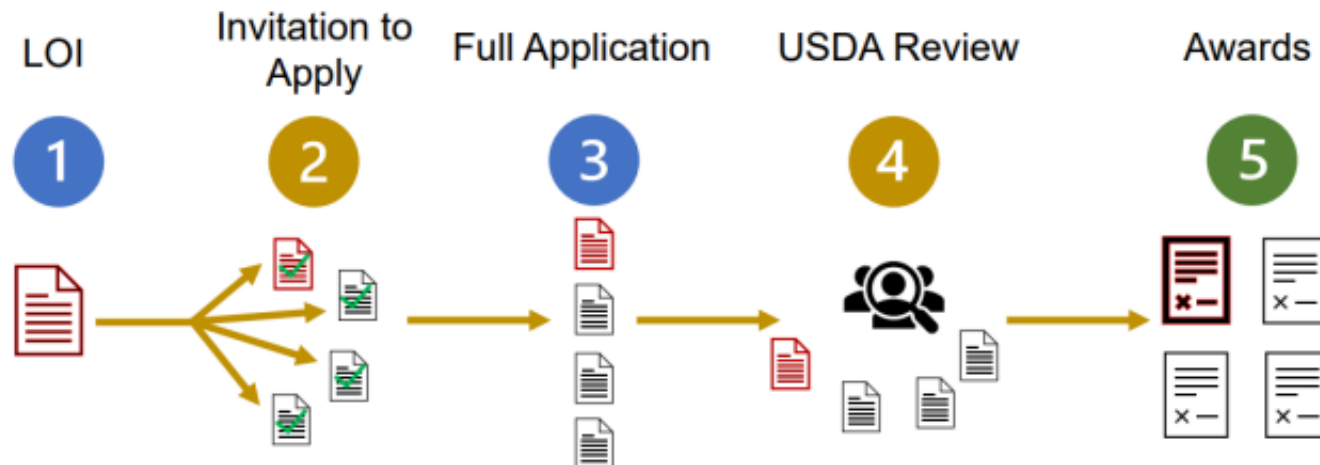 LOI
Invitation to
Apply
Full Application
USDA Review
Awards
1
2
3
4
5